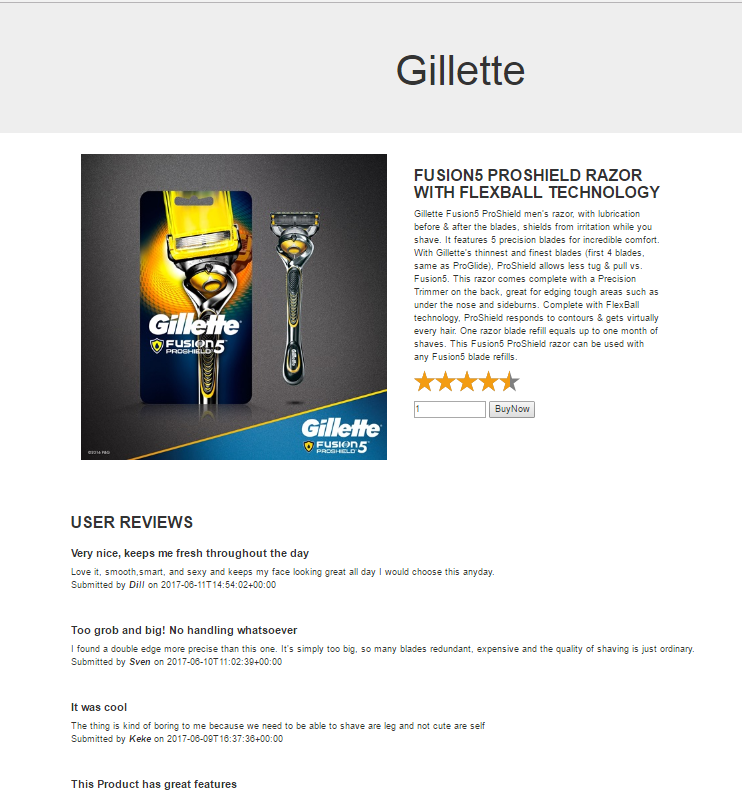 Gillette
Gillette
FUSION5
PROSHIELD
Gillette
FUSION5
PROSHIELD
©2016 P&G
FUSION5 PROSHIELD RAZOR
WITH FLEXBALL TECHNOLOGY
Gillette Fusion5 ProShield men's razor, with lubrication
before & after the blades, shields from irritation while you
shave. It features 5 precision blades for incredible comfort.
With Gillette's thinnest and finest blades (first 4 blades,
same as ProGlide), ProShield allows less tug & pull vs.
Fusion5. This razor comes complete with a Precision
Trimmer on the back, great for edging tough areas such as
under the nose and sideburns. Complete with FlexBall
technology, ProShield responds to contours & gets virtually
every hair. One razor blade refill equals up to one month of
shaves. This Fusion5 ProShield razor can be used with
any Fusion5 blade refills.
1 BuyNow
USER REVIEWS
Very nice, keeps me fresh throughout the day
Love it, smooth,smart, and sexy and keeps my face looking great all day I would choose this anyday.
Submitted by Dill on 2017-06-11T14:54:02+00:00
Too grob and big! No handling whatsoever
I found a double edge more precise than this one. It's simply too big, so many blades redundant, expensive and the quality of shaving is just ordinary.
Submitted by Sven on 2017-06-10T11:02:39+00:00
It was cool
The thing is kind of boring to me because we need to be able to shave are leg and not cute are self
Submitted by Keke on 2017-06-09T16:37:36+00:00
This Product has great features